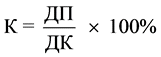 К = ДП / ДК × 100%